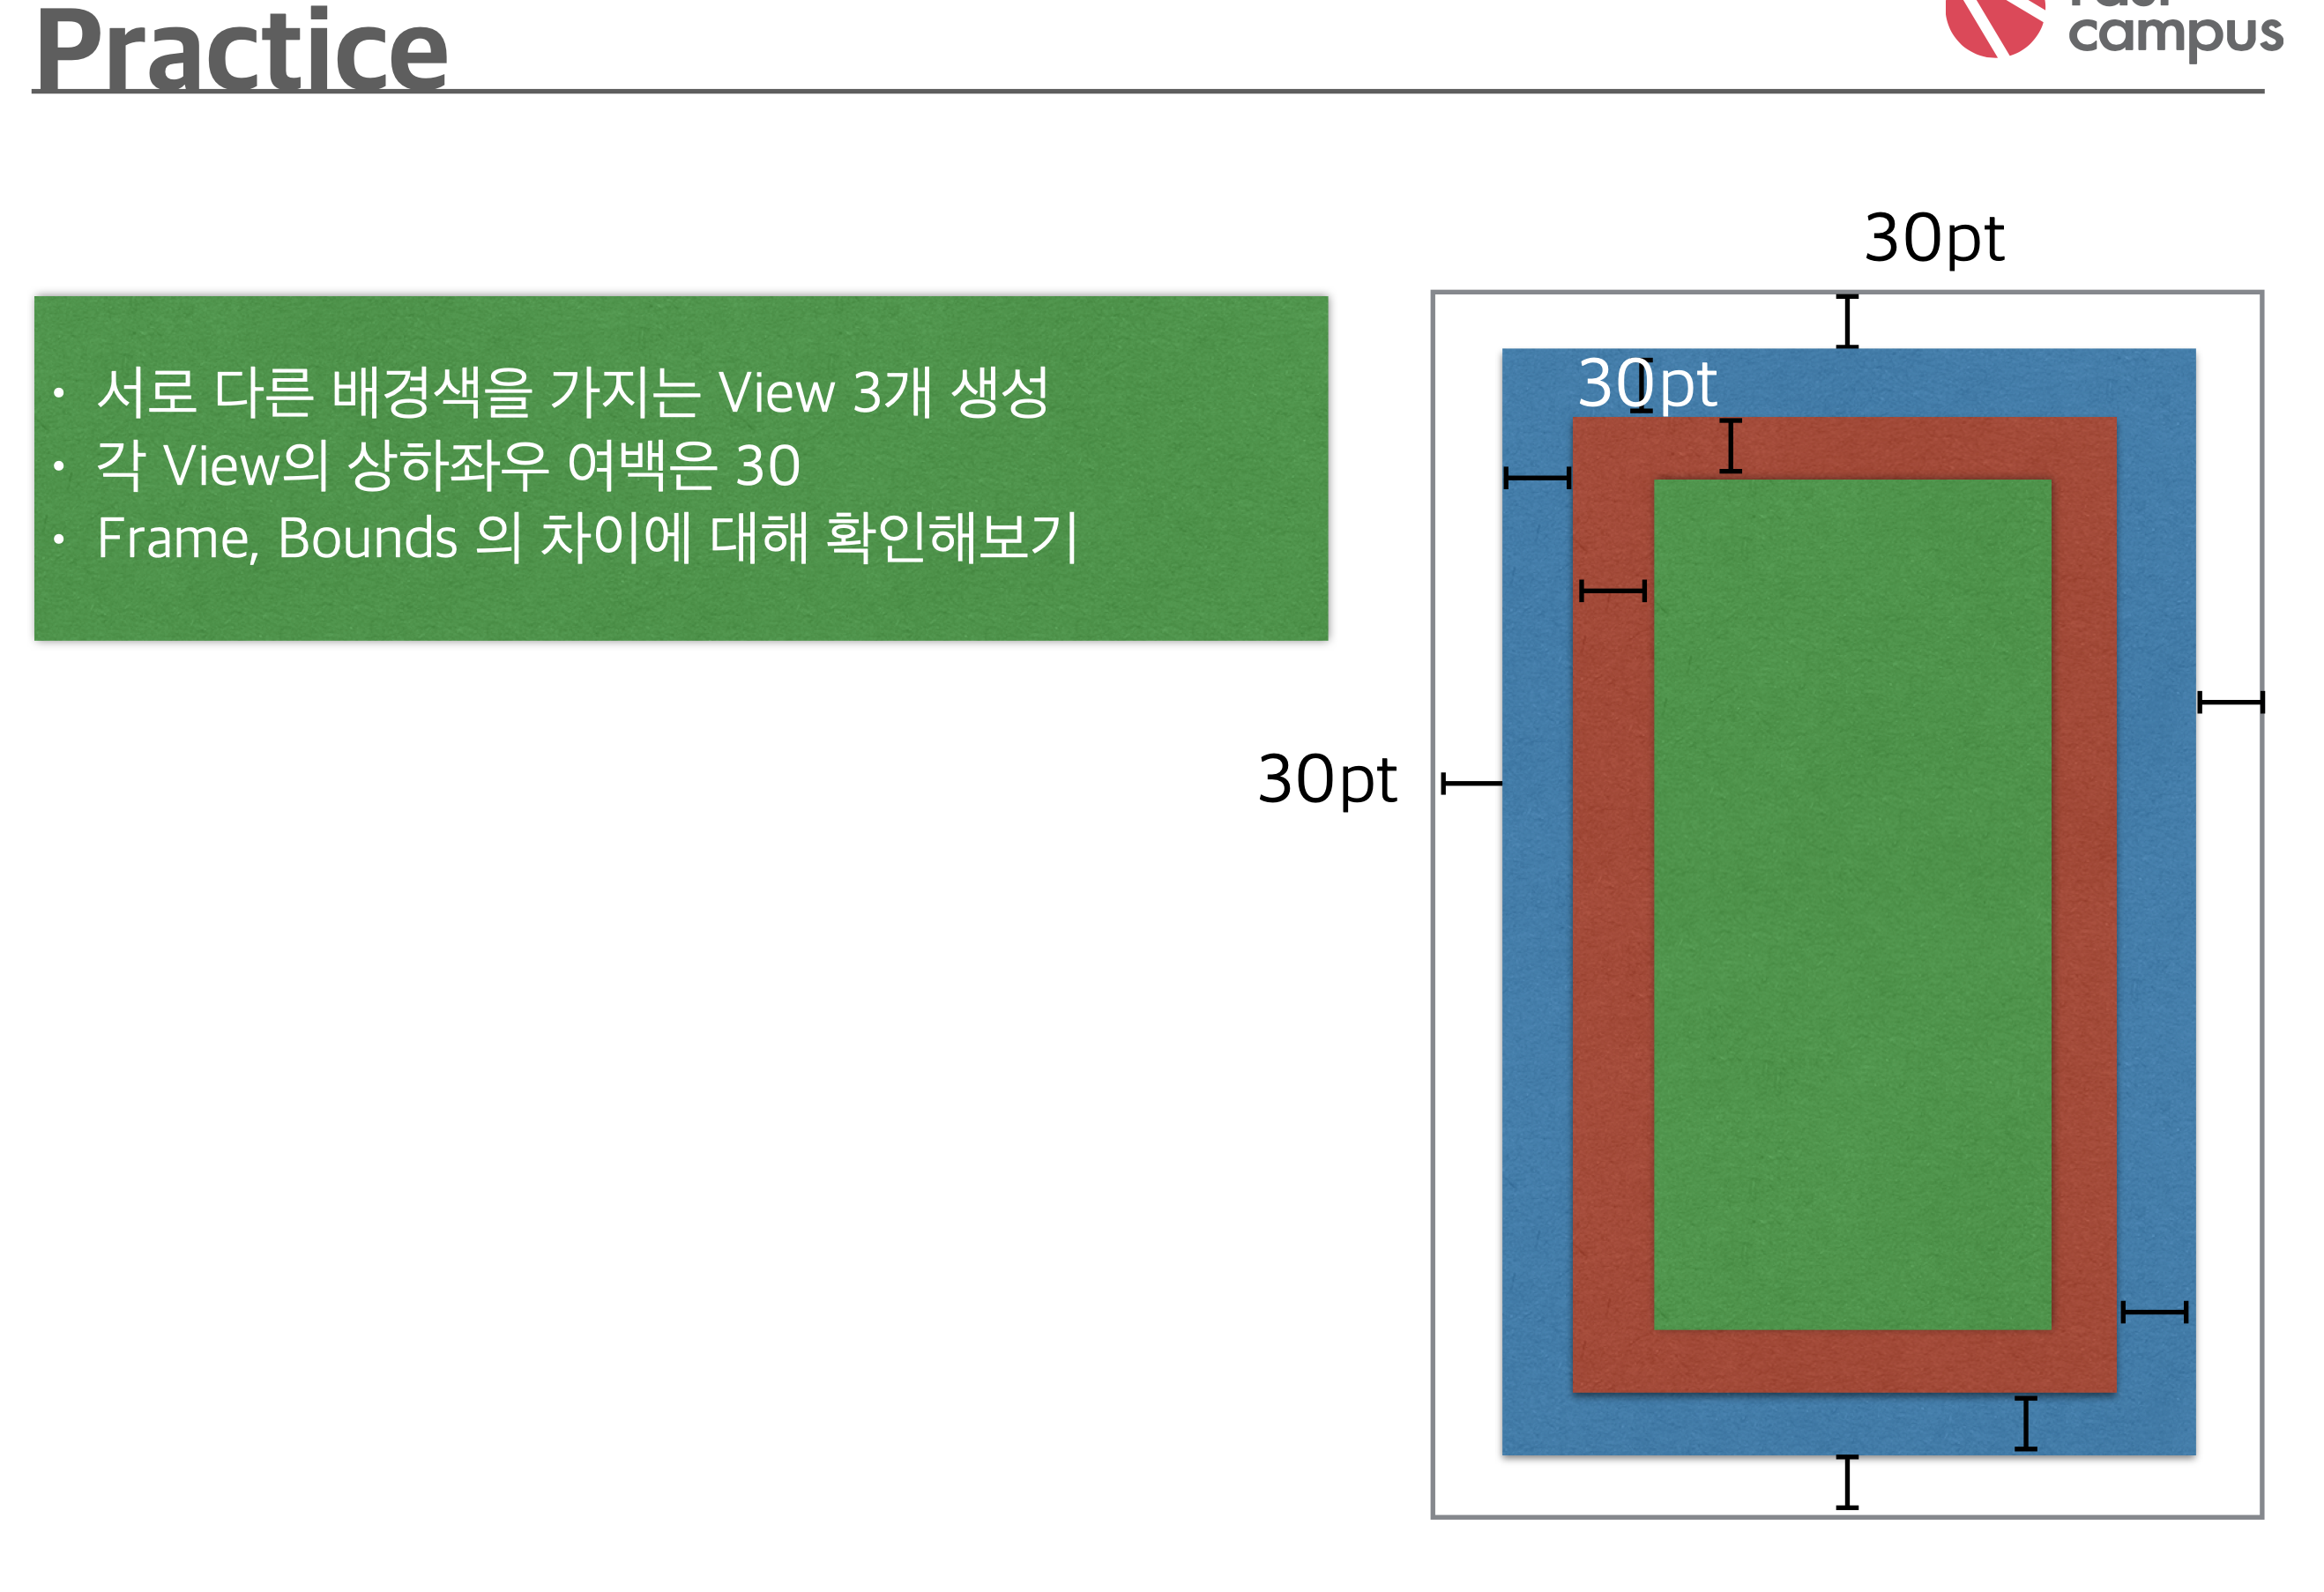 Practice
campus
• 서로 다른 배경색을 가지는 View 3개 생성
• 각 View의 상하좌우 여백은 30
• Frame, Bounds 의 차이에 대해 확인해보기
30pt
30pt
30pt